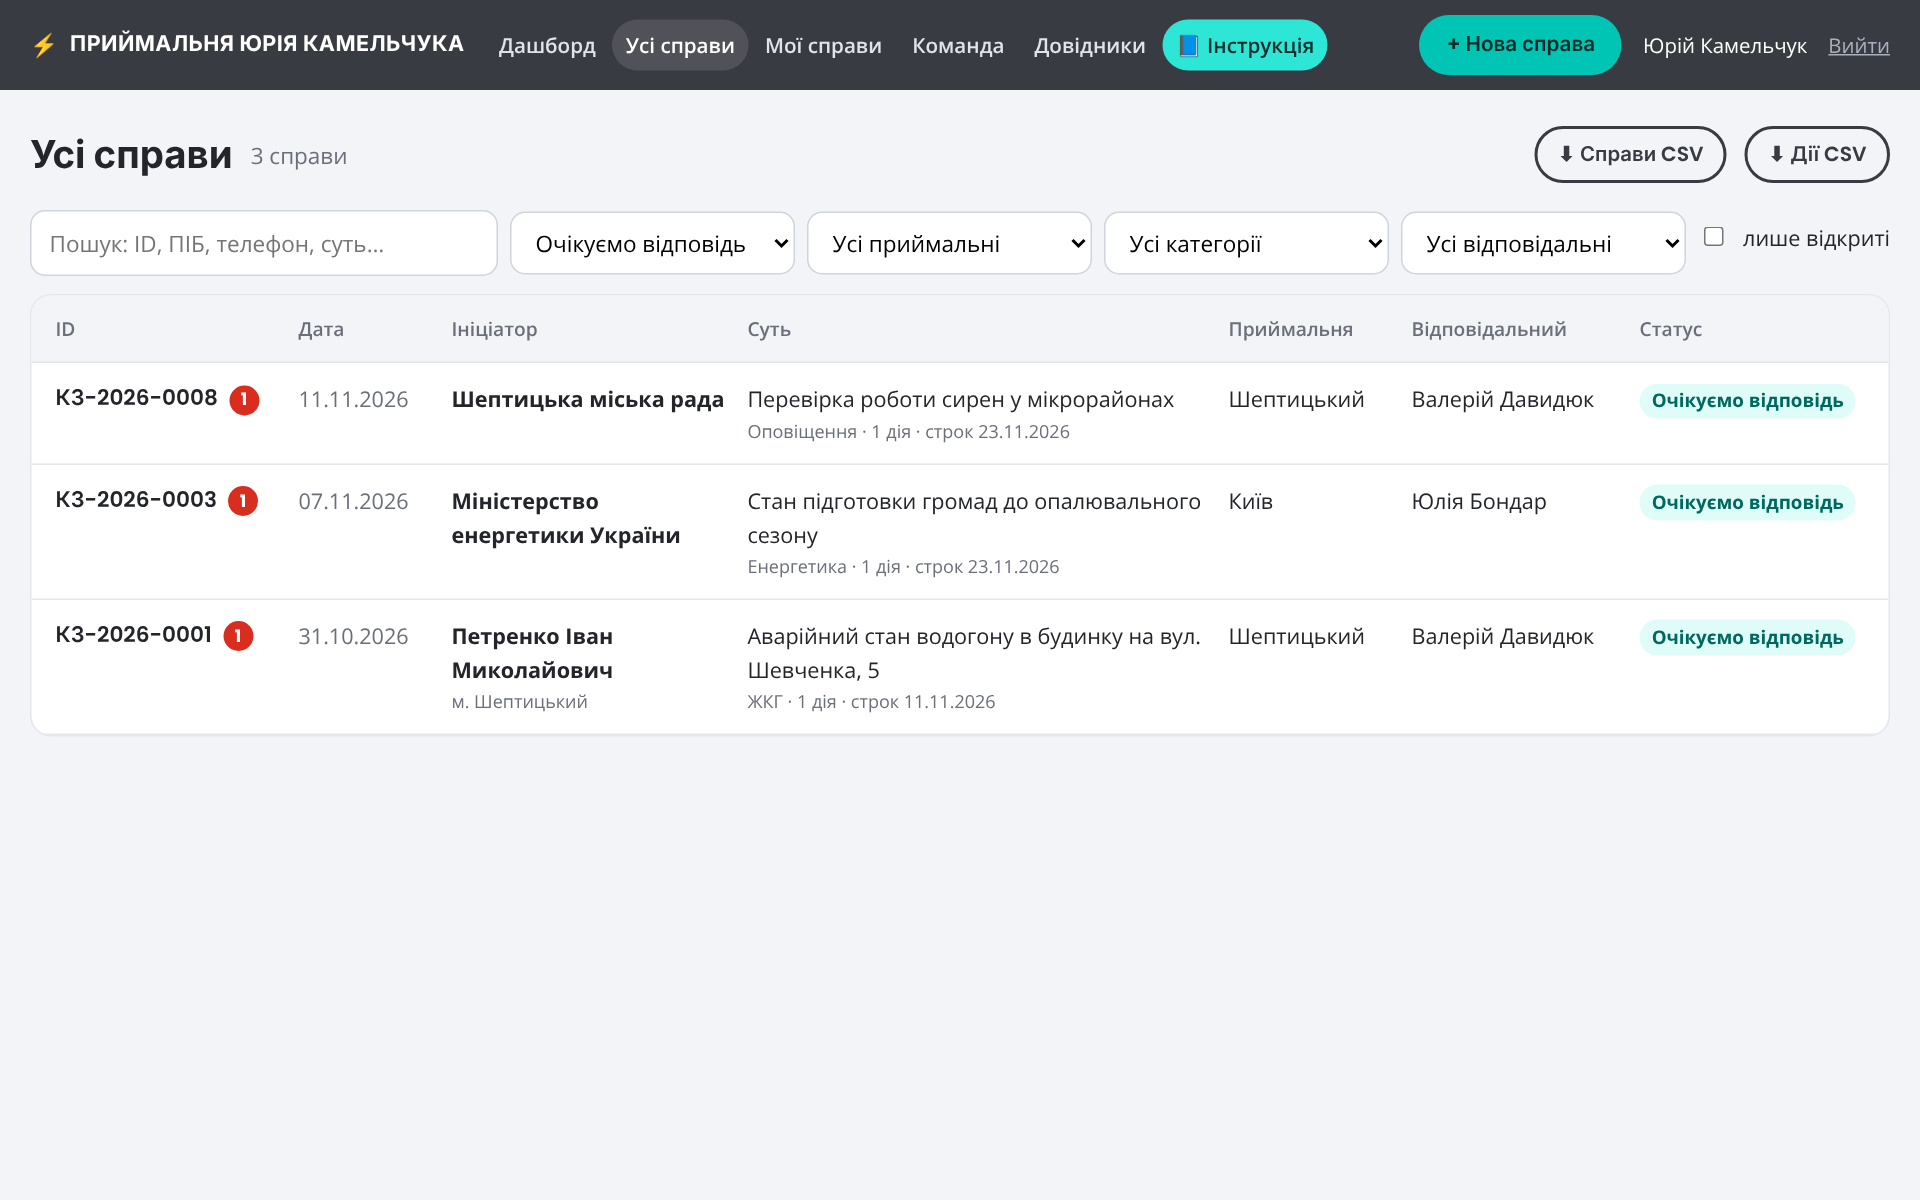 ⚡ ПРИЙМАЛЬНЯ ЮРІЯ КАМЕЛЬЧУКА Дашборд Усі справи Мої справи Команда Довідники 📘 Інструкція + Нова справа Юрій Камельчук Вийти
Усі справи 3 справи ⬇ Справи CSV ⬇ Дії CSV
Пошук: ID, ПІБ, телефон, суть... Очікуємо відповідь Усі приймальні Усі категорії Усі відповідальні лише відкриті
ID Дата Ініціатор Суть Приймальня Відповідальний Статус
КЗ-2026-0008 1 11.11.2026 Шептицька міська рада Перевірка роботи сирен у мікрорайонах Шептицький Валерій Давидюк Очікуємо відповідь
Оповіщення · 1 дія · строк 23.11.2026
КЗ-2026-0003 1 07.11.2026 Міністерство Стан підготовки громад до опалювального Київ Юлія Бондар Очікуємо відповідь
енергетики України сезону
Енергетика · 1 дія · строк 23.11.2026
КЗ-2026-0001 1 31.10.2026 Петренко Іван Аварійний стан водогону в будинку на вул. Шептицький Валерій Давидюк Очікуємо відповідь
Миколайович Шевченка, 5
м. Шептицький ЖКГ · 1 дія · строк 11.11.2026